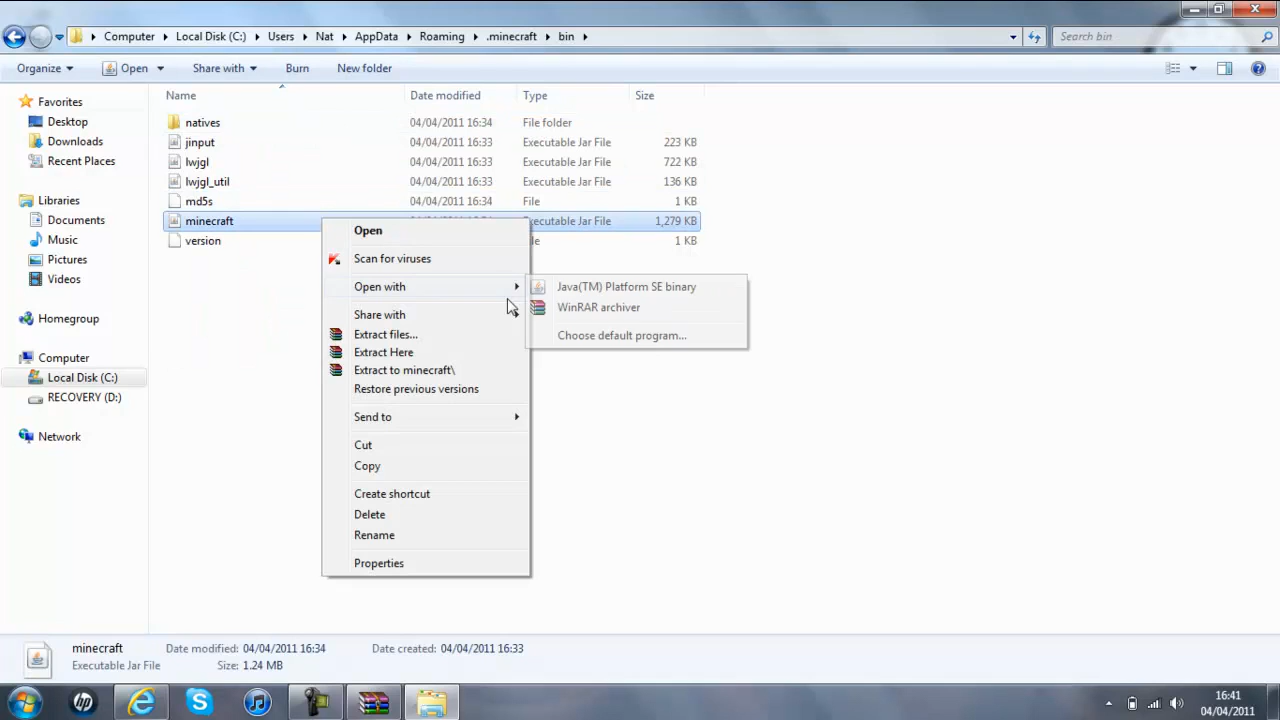 Computer Local Disk (C:) Users Nat AppData Roaming .minecraft bin
Search bin
Organize Open Share with Burn New folder
Favorites
Desktop
Downloads
Recent Places
Libraries
Documents
Music
Pictures
Videos
Homegroup
Computer
Local Disk (C:)
RECOVERY (D:)
Network
Name Date modified Type Size
natives 04/04/2011 16:34 File folder
jinput 04/04/2011 16:33 Executable Jar File 223 KB
lwjgl 04/04/2011 16:33 Executable Jar File 722 KB
lwjgl_util 04/04/2011 16:33 Executable Jar File 136 KB
md5s 04/04/2011 16:33 File 1 KB
minecraft Executable Jar File 1,279 KB
version 1 KB
Open
Scan for viruses
Open with
Share with
Extract files...
Extract Here
Extract to minecraft\
Restore previous versions
Send to
Cut
Copy
Create shortcut
Delete
Rename
Properties
Java(TM) Platform SE binary
WinRAR archiver
Choose default program...
minecraft Date modified: 04/04/2011 16:34 Date created: 04/04/2011 16:33
Executable Jar File Size: 1.24 MB
hp
16:41
04/04/2011